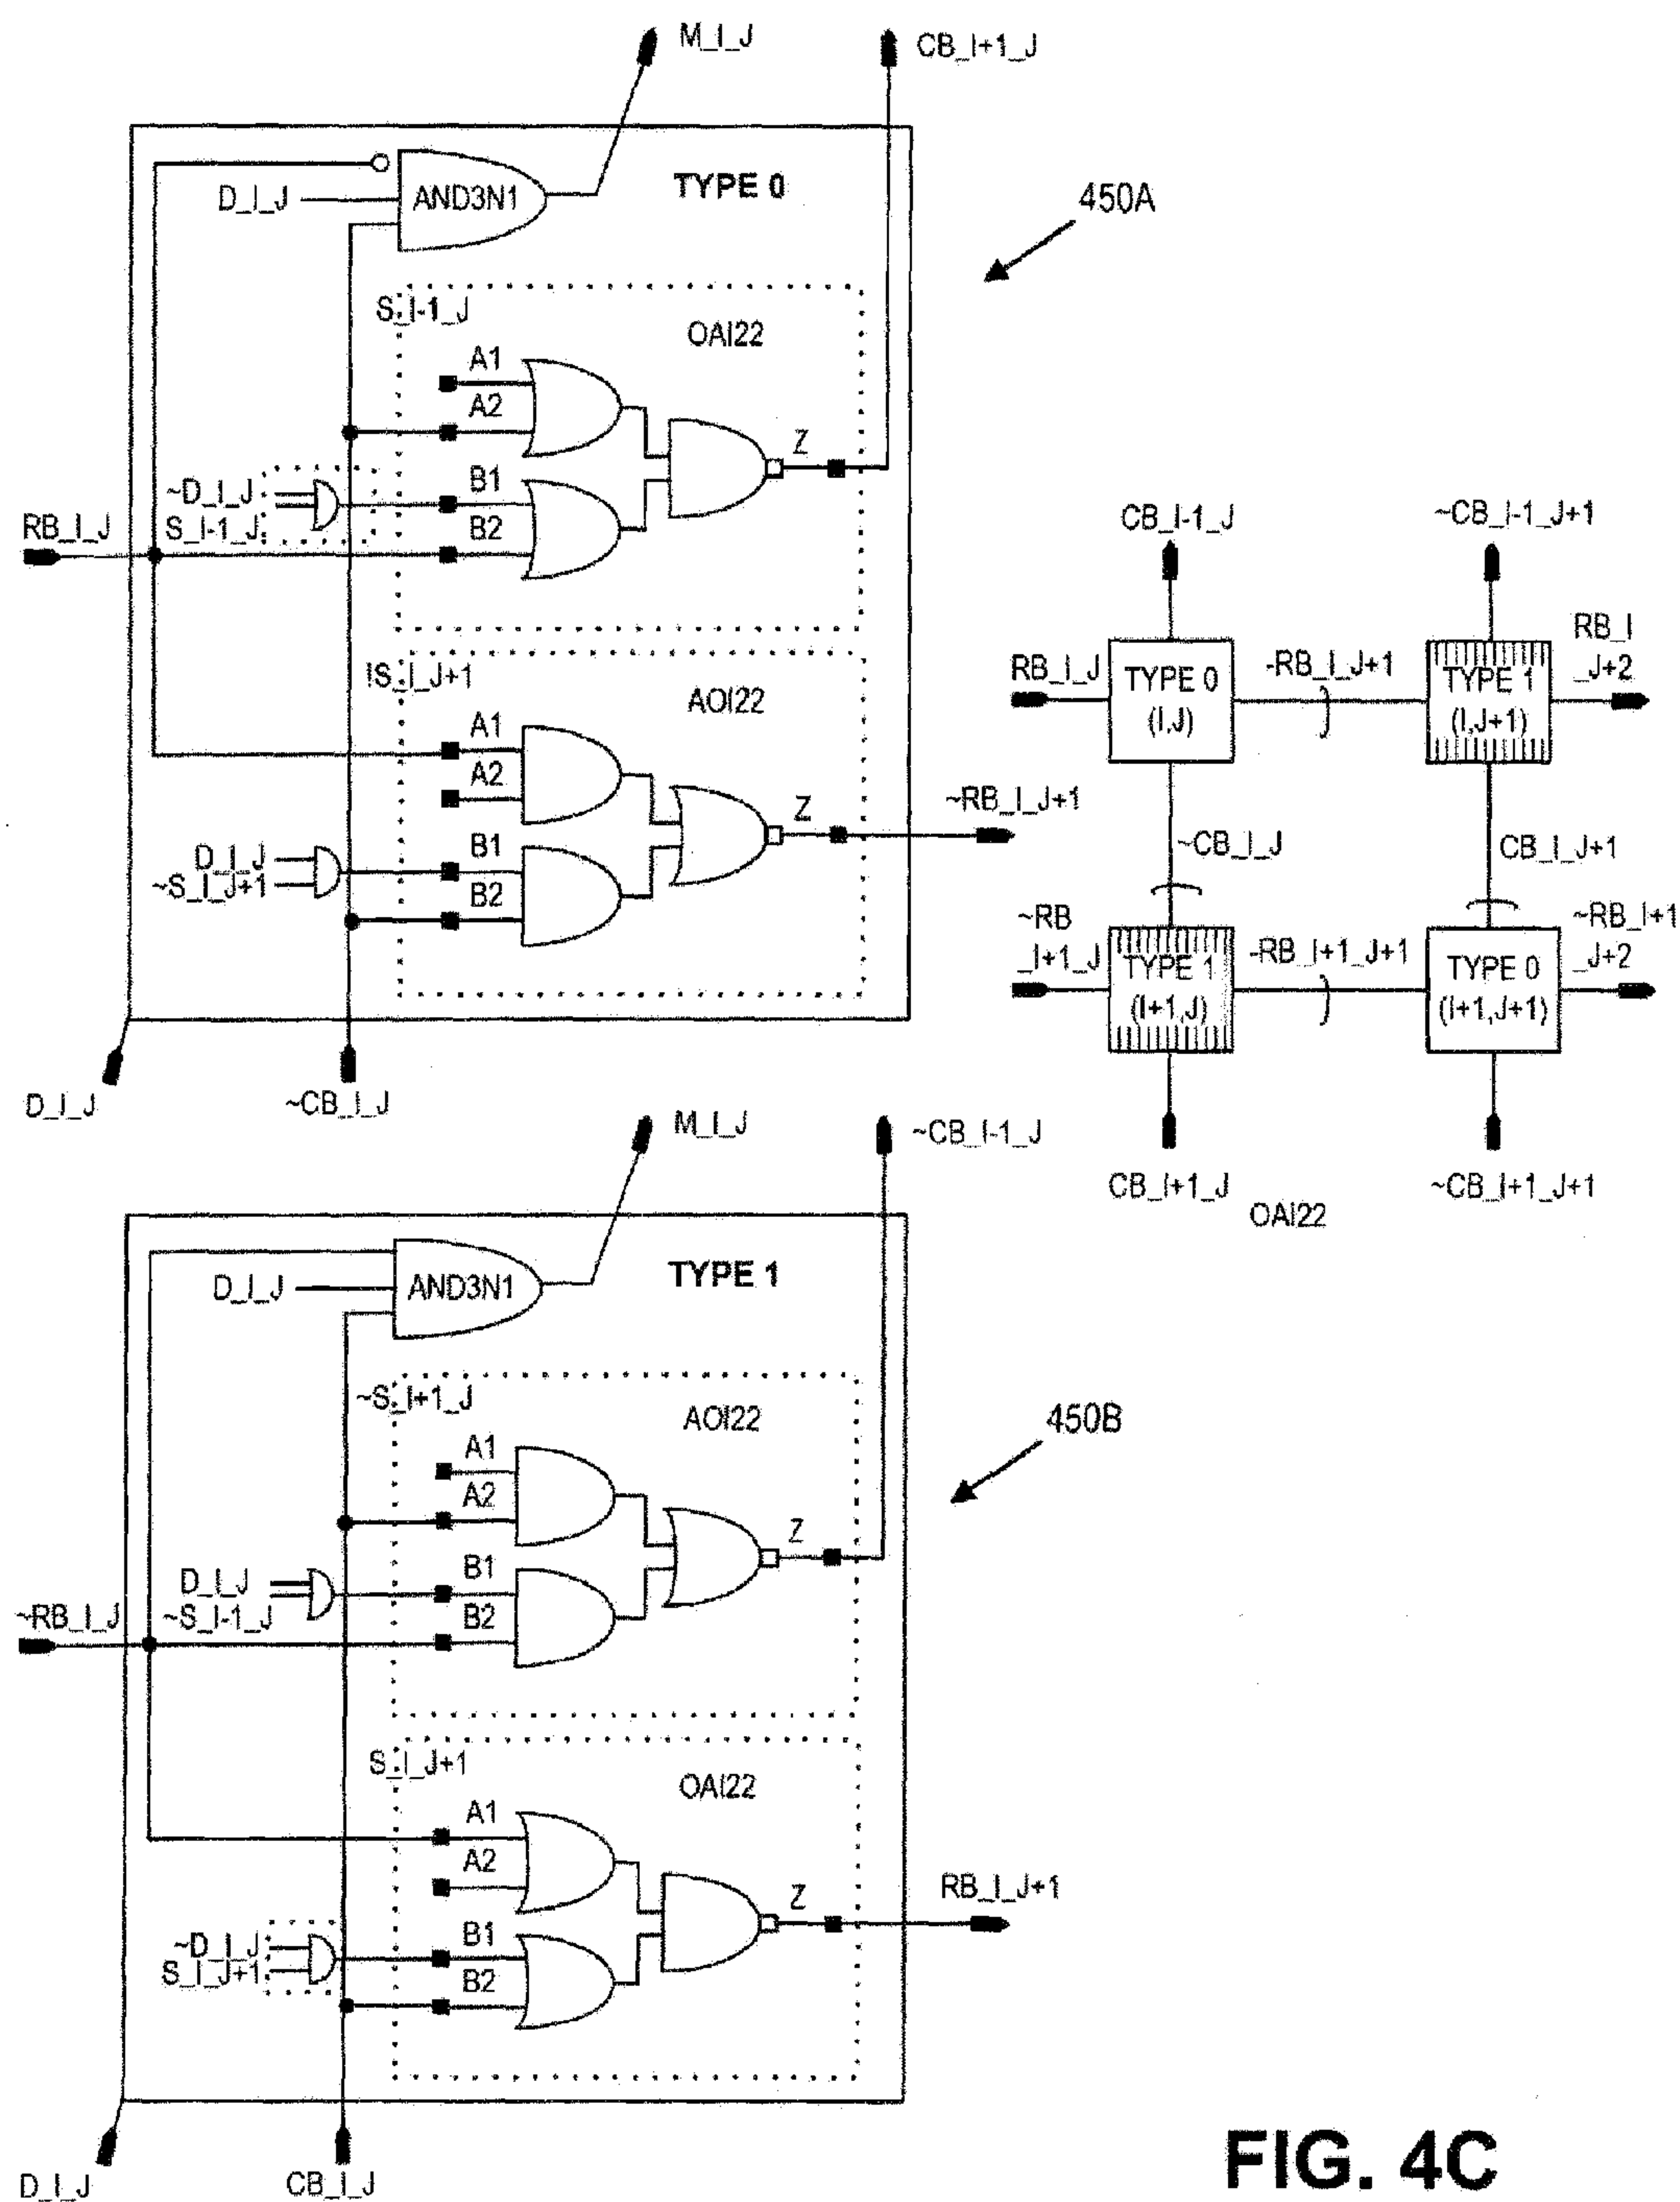 M_I_J
CB_I+1_J
D_I_J
AND3N1
TYPE 0
450A
S_I-1_J
OAI22
A1
A2
Z
~D_I_J
S_I-1_J
B1
B2
RB_I_J
!S_I_J+1
AOI22
A1
A2
Z
~RB_I_J+1
D_I_J
~S_I_J+1
B1
B2
D_I_J
~CB_I_J
CB_I-1_J
~CB_I-1_J+1
RB_I_J
TYPE 0
(I,J)
-RB_I_J+1
TYPE 1
(I,J+1)
RB_I
_J+2
~CB_I_J
CB_I_J+1
~RB
_I+1_J
TYPE 1
(I+1,J)
-RB_I+1_J+1
TYPE 0
(I+1,J+1)
~RB_I+1
_J+2
CB_I+1_J
~CB_I+1_J+1
OAI22
M_I_J
~CB_I-1_J
D_I_J
AND3N1
TYPE 1
450B
~S_I+1_J
AOI22
A1
A2
Z
D_I_J
~S_I-1_J
B1
B2
~RB_I_J
S_I_J+1
OAI22
A1
A2
Z
RB_I_J+1
~D_I_J
S_I_J+1
B1
B2
D_I_J
CB_I_J
FIG. 4C